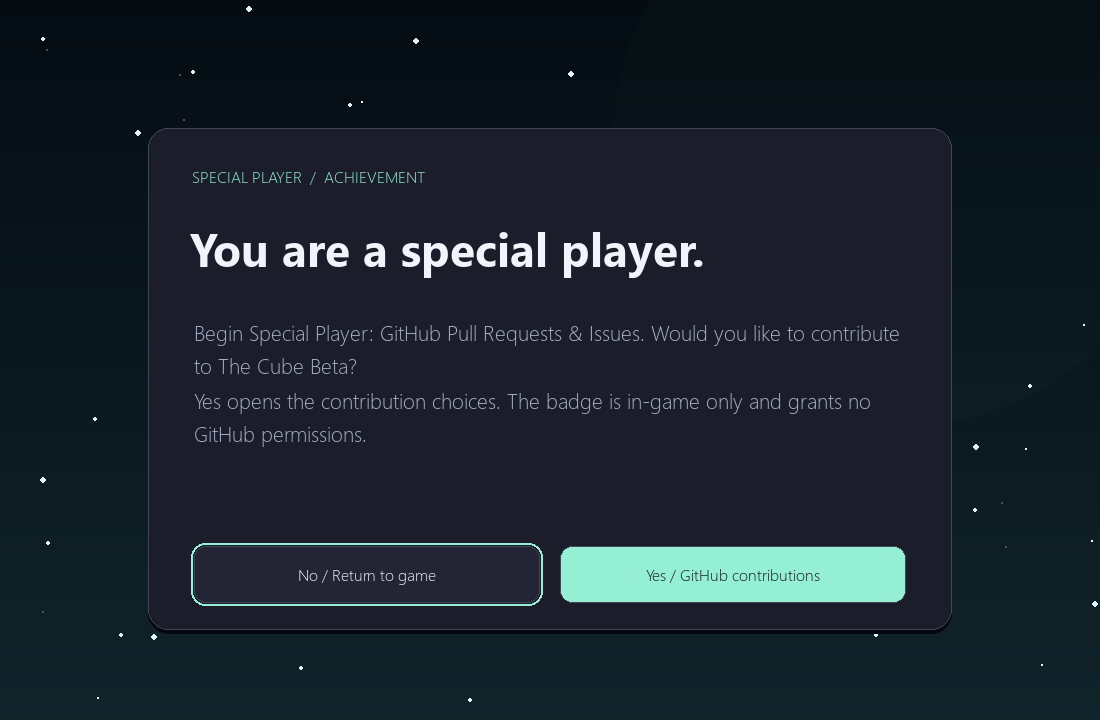 SPECIAL PLAYER / ACHIEVEMENT
You are a special player.
Begin Special Player: GitHub Pull Requests & Issues. Would you like to contribute
to The Cube Beta?
Yes opens the contribution choices. The badge is in-game only and grants no
GitHub permissions.
No / Return to game
Yes / GitHub contributions